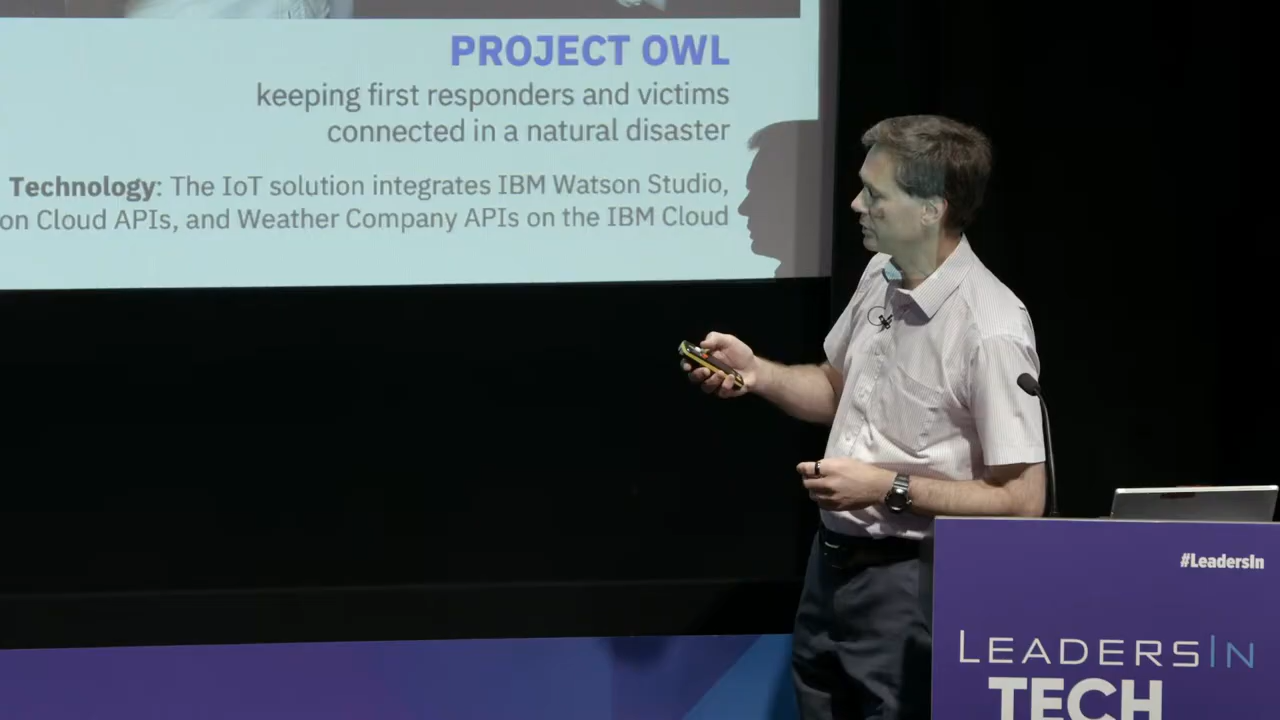 PROJECT OWL
keeping first responders and victims
connected in a natural disaster
Technology: The IoT solution integrates IBM Watson Studio,
on Cloud APIs, and Weather Company APIs on the IBM Cloud
#LeadersIn
LEADERSIN
TECH